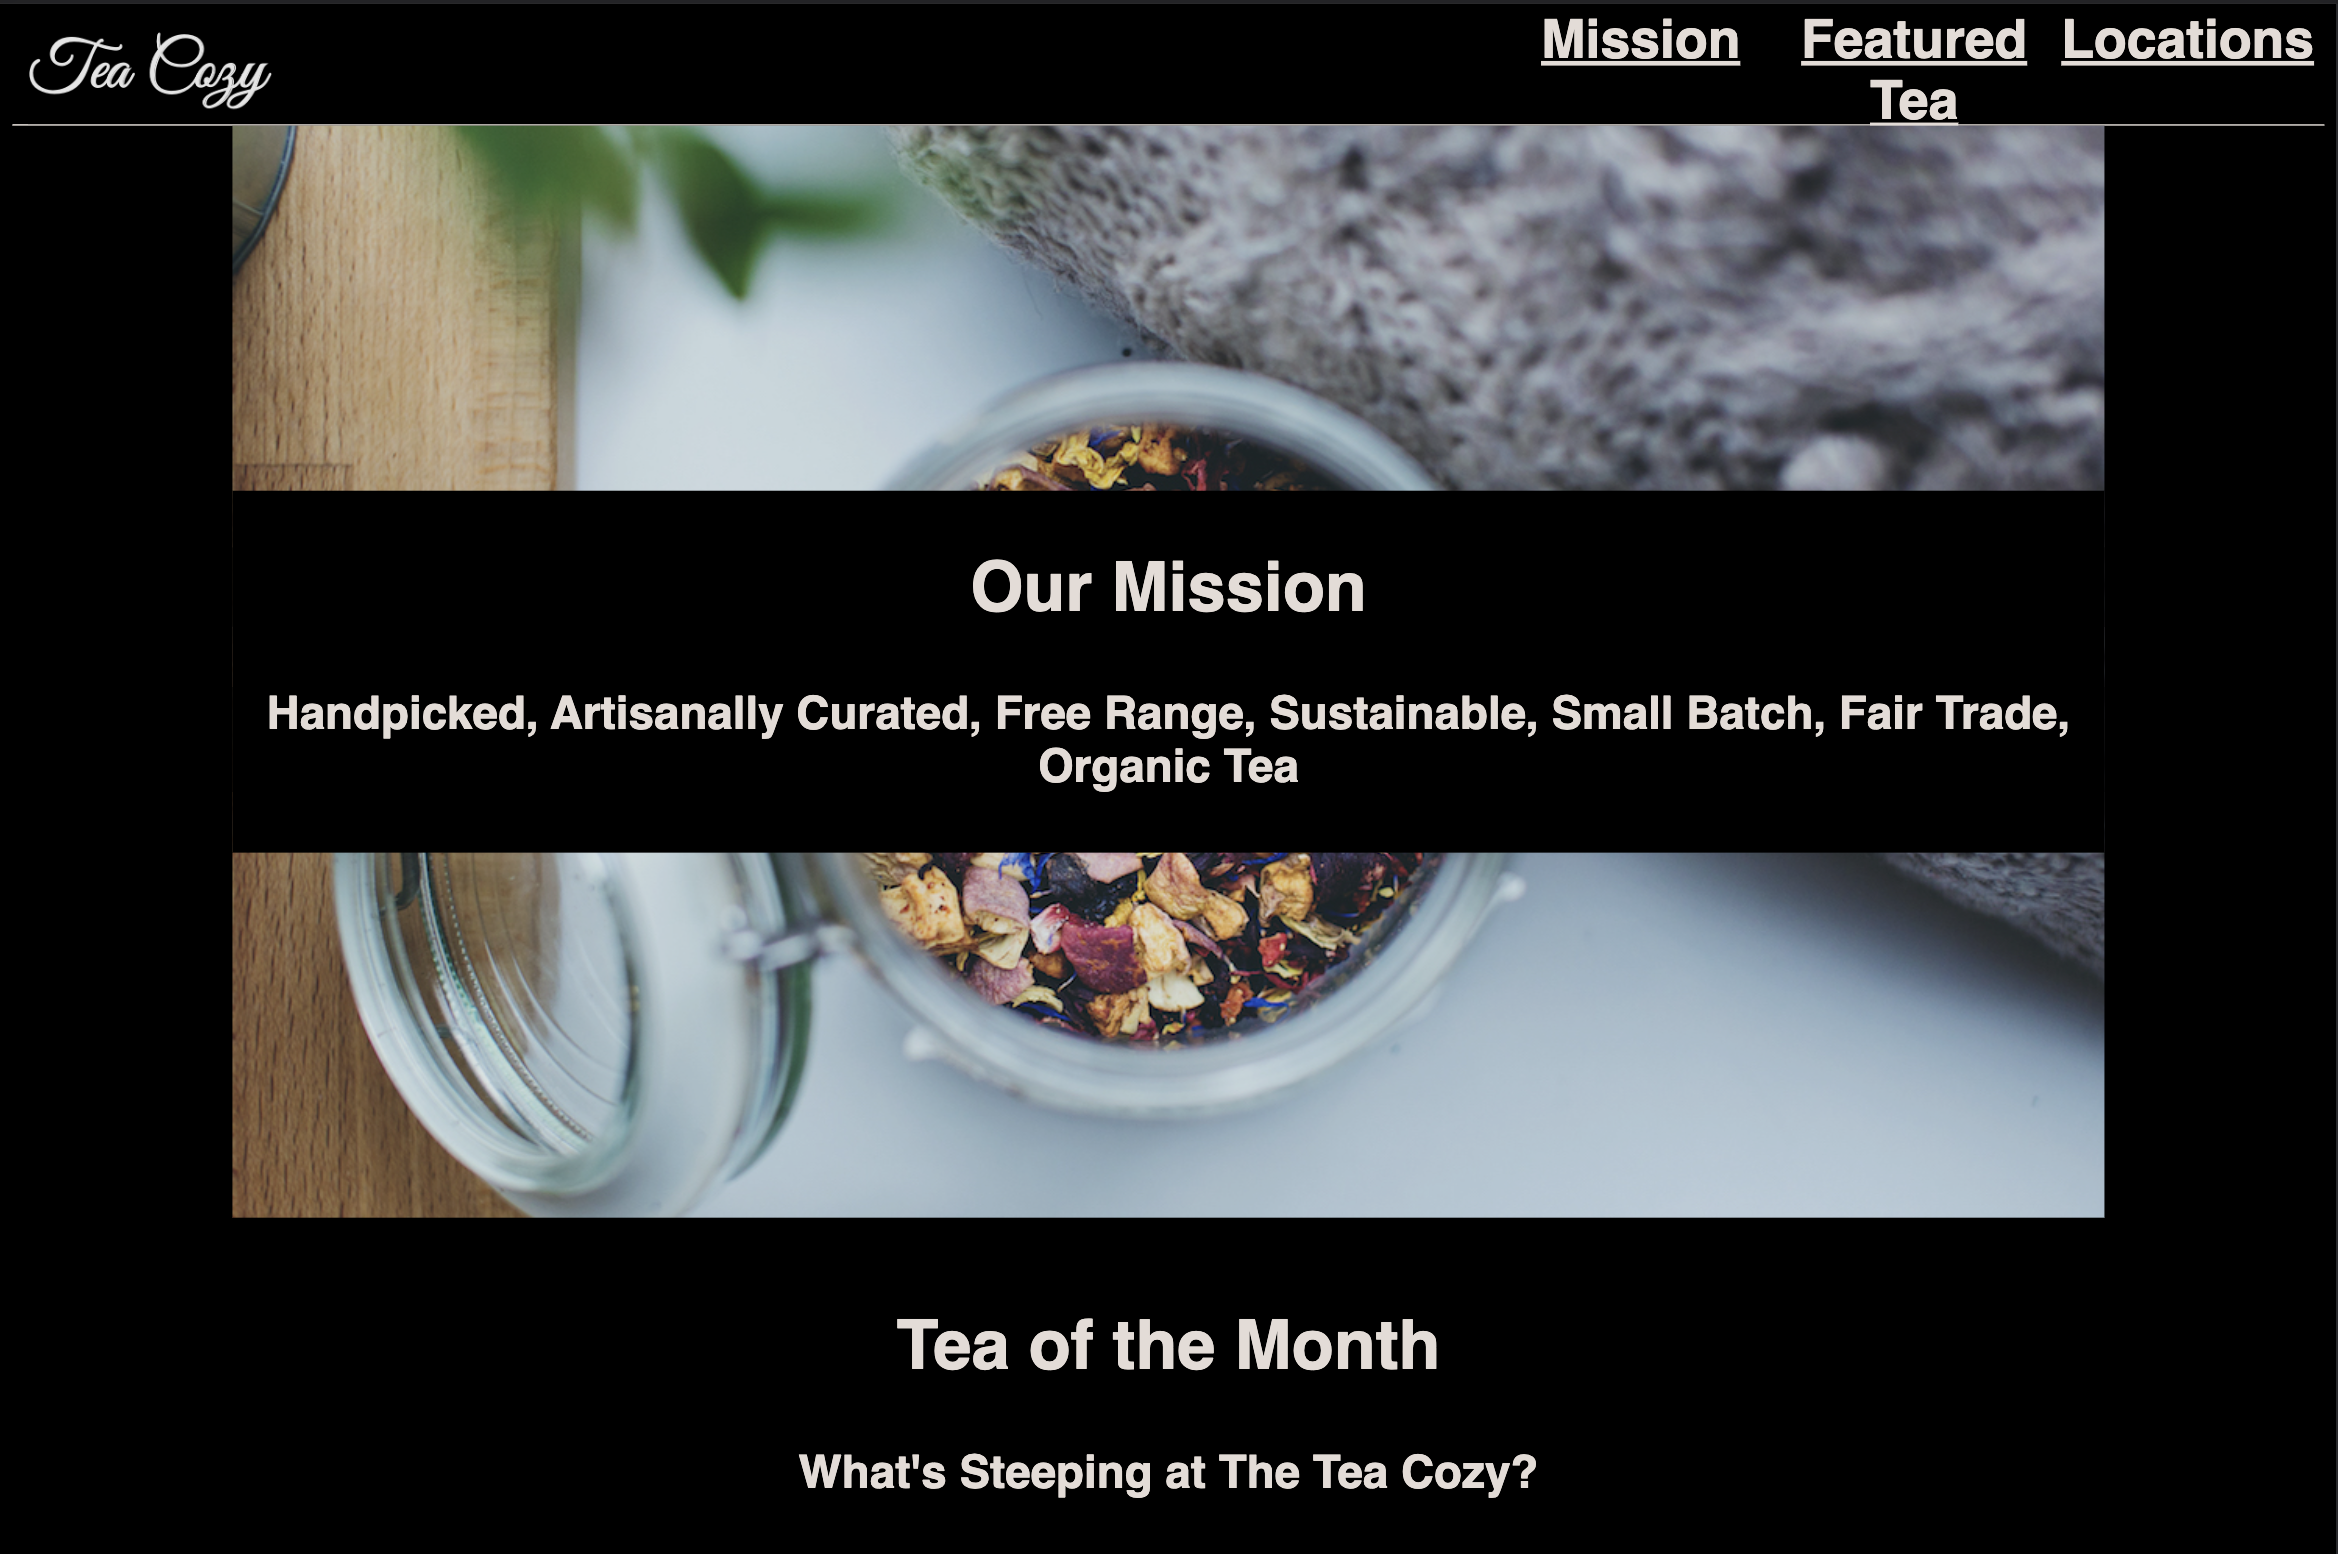 Tea Cozy
Mission
Featured
Tea
Locations
Our Mission
Handpicked, Artisanally Curated, Free Range, Sustainable, Small Batch, Fair Trade,
Organic Tea
Tea of the Month
What's Steeping at The Tea Cozy?